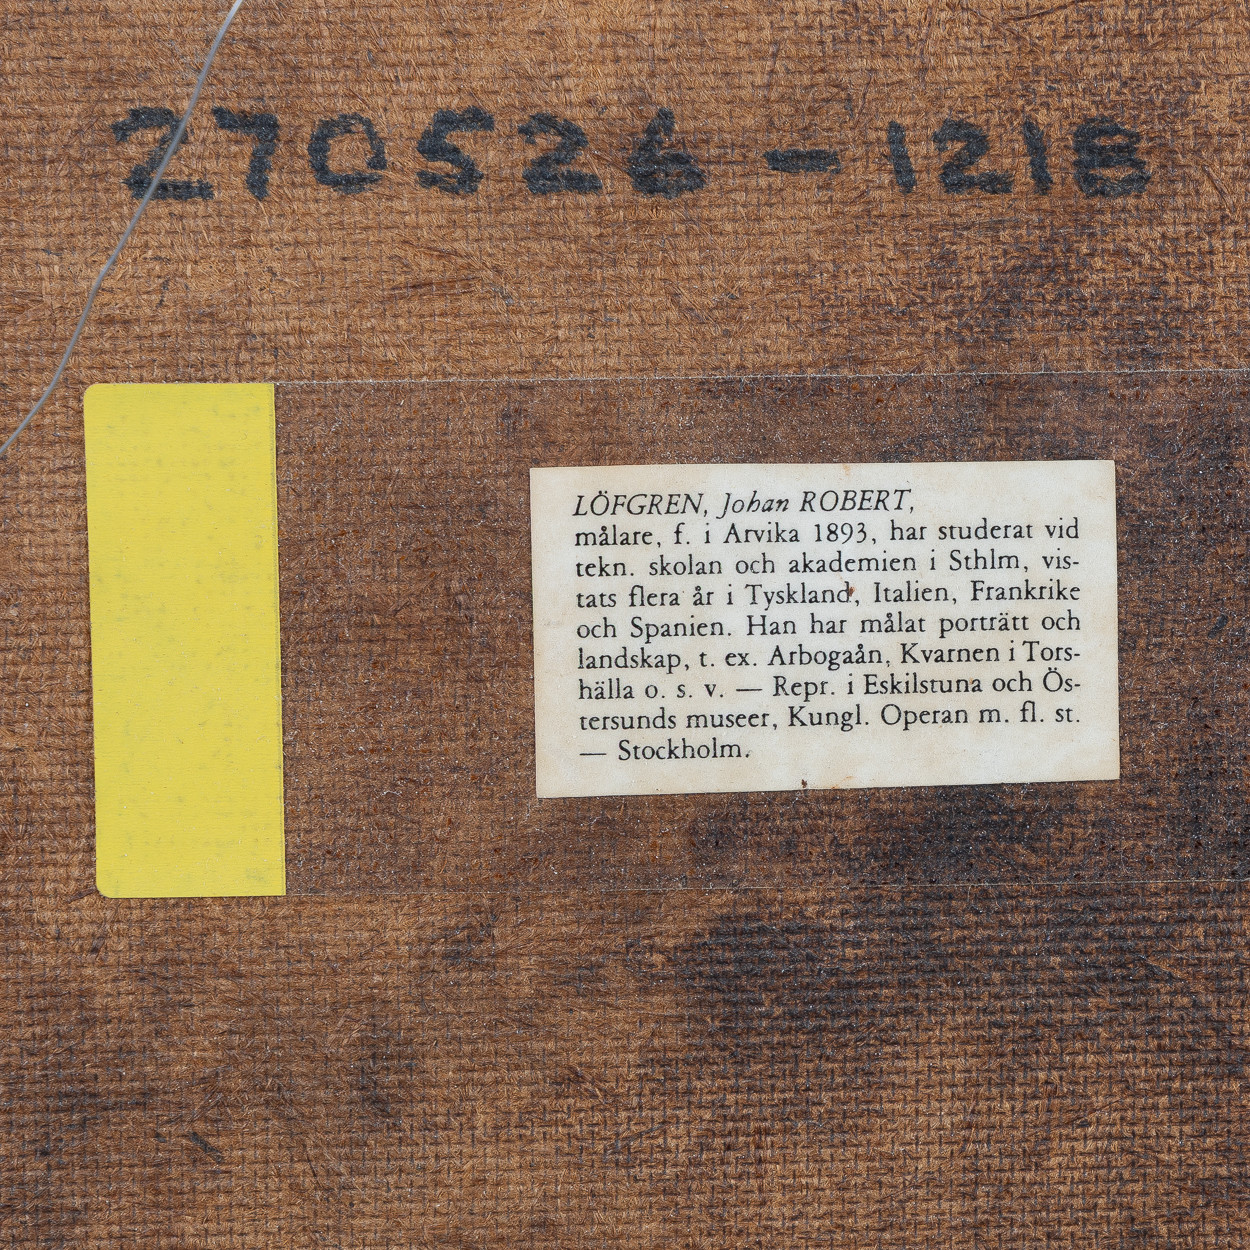 270526-1218
LÖFGREN, Johan ROBERT,
målare, f. i Arvika 1893, har studerat vid
tekn. skolan och akademien i Sthlm, vis-
tats flera år i Tyskland, Italien, Frankrike
och Spanien. Han har målat porträtt och
landskap, t. ex. Arbogaån, Kvarnen i Tors-
hälla o. s. v. — Repr. i Eskilstuna och Ös-
tersunds museer, Kungl. Operan m. fl. st.
— Stockholm.